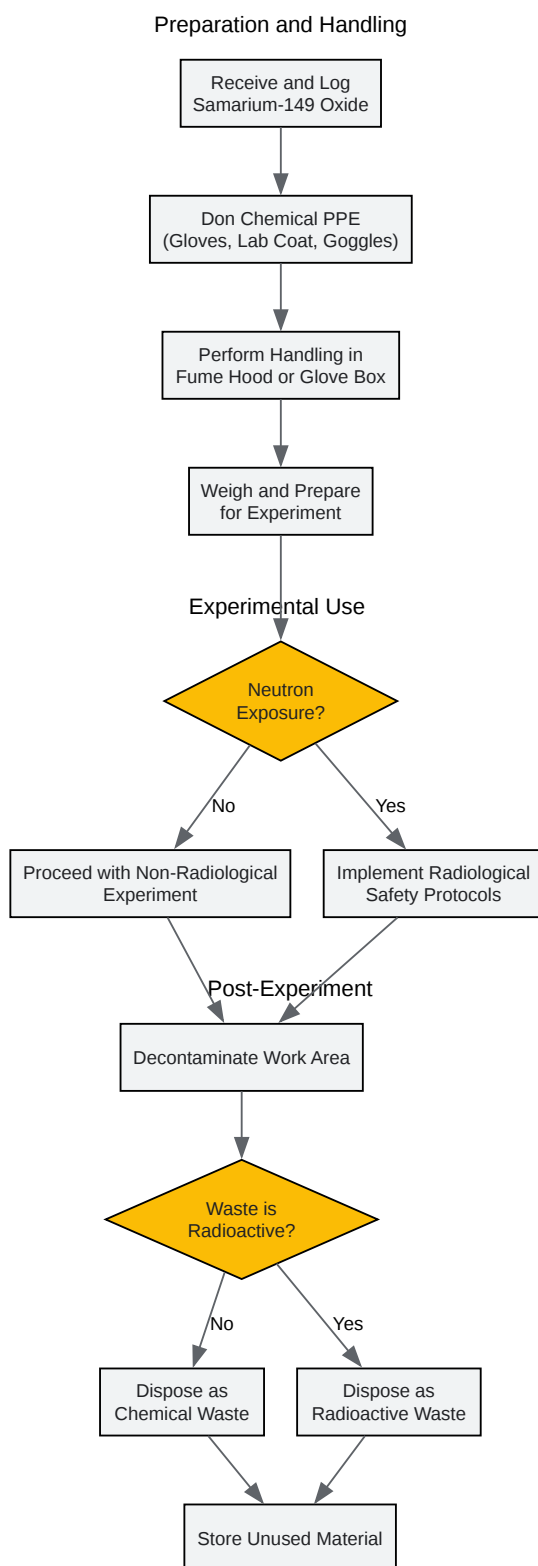 Preparation and Handling
Receive and Log
Samarium-149 Oxide
Don Chemical PPE
(Gloves, Lab Coat, Goggles)
Perform Handling in
Fume Hood or Glove Box
Weigh and Prepare
for Experiment
Experimental Use
Neutron
Exposure?
No
Yes
Proceed with Non-Radiological
Experiment
Implement Radiological
Safety Protocols
Post-Experiment
Decontaminate Work Area
Waste is
Radioactive?
No
Yes
Dispose as
Chemical Waste
Dispose as
Radioactive Waste
Store Unused Material